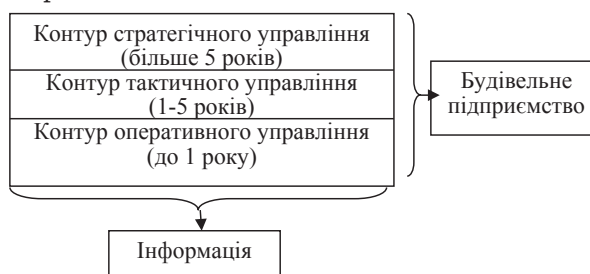 Контур стратегічного управління
(більше 5 років)
Контур тактичного управління
(1-5 років)
Контур оперативного управління
(до 1 року)
Будівельне
підприємство
Інформація